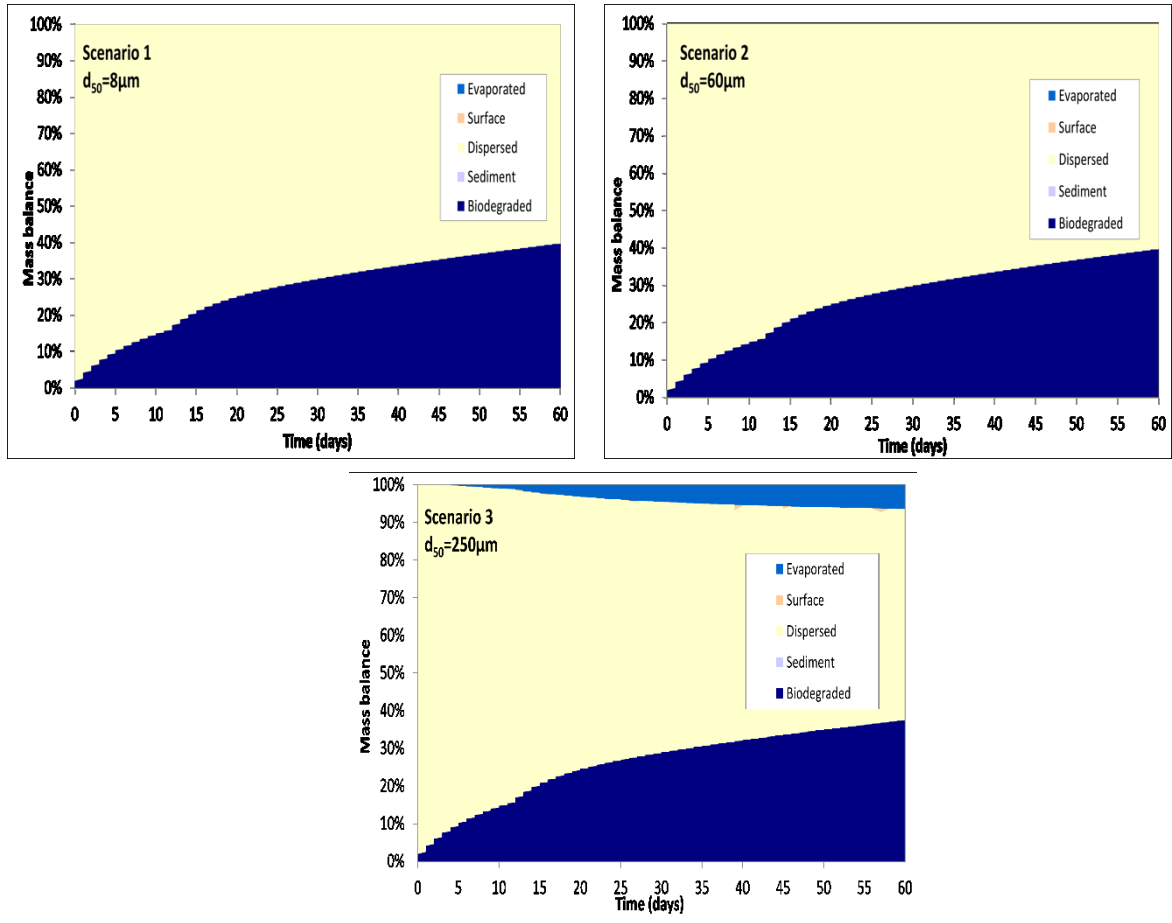 Scenario 1
d50=8µm
Mass balance
100%
90%
80%
70%
60%
50%
40%
30%
20%
10%
0%
Evaporated
Surface
Dispersed
Sediment
Biodegraded
0 5 10 15 20 25 30 35 40 45 50 55 60
Time (days)
Scenario 2
d50=60µm
Mass balance
100%
90%
80%
70%
60%
50%
40%
30%
20%
10%
0%
Evaporated
Surface
Dispersed
Sediment
Biodegraded
0 5 10 15 20 25 30 35 40 45 50 55 60
Time (days)
Scenario 3
d50=250µm
Mass balance
100%
90%
80%
70%
60%
50%
40%
30%
20%
10%
0%
Evaporated
Surface
Dispersed
Sediment
Biodegraded
0 5 10 15 20 25 30 35 40 45 50 55 60
Time (days)